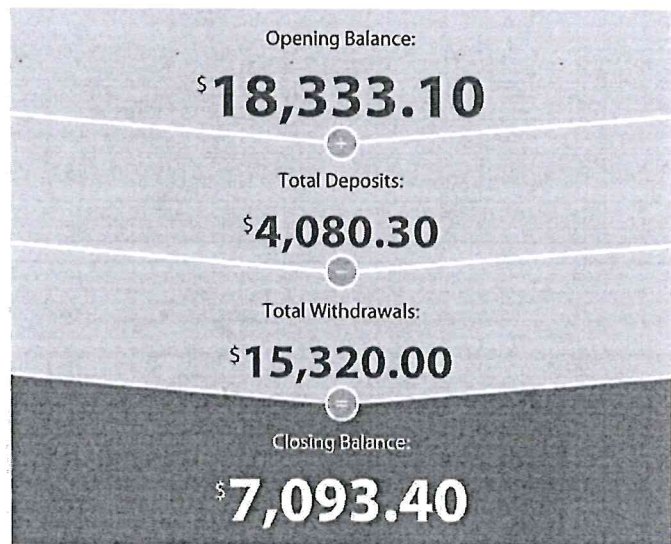 Opening Balance:
$18,333.10
+
Total Deposits:
$4,080.30
−
Total Withdrawals:
$15,320.00
=
Closing Balance:
$7,093.40